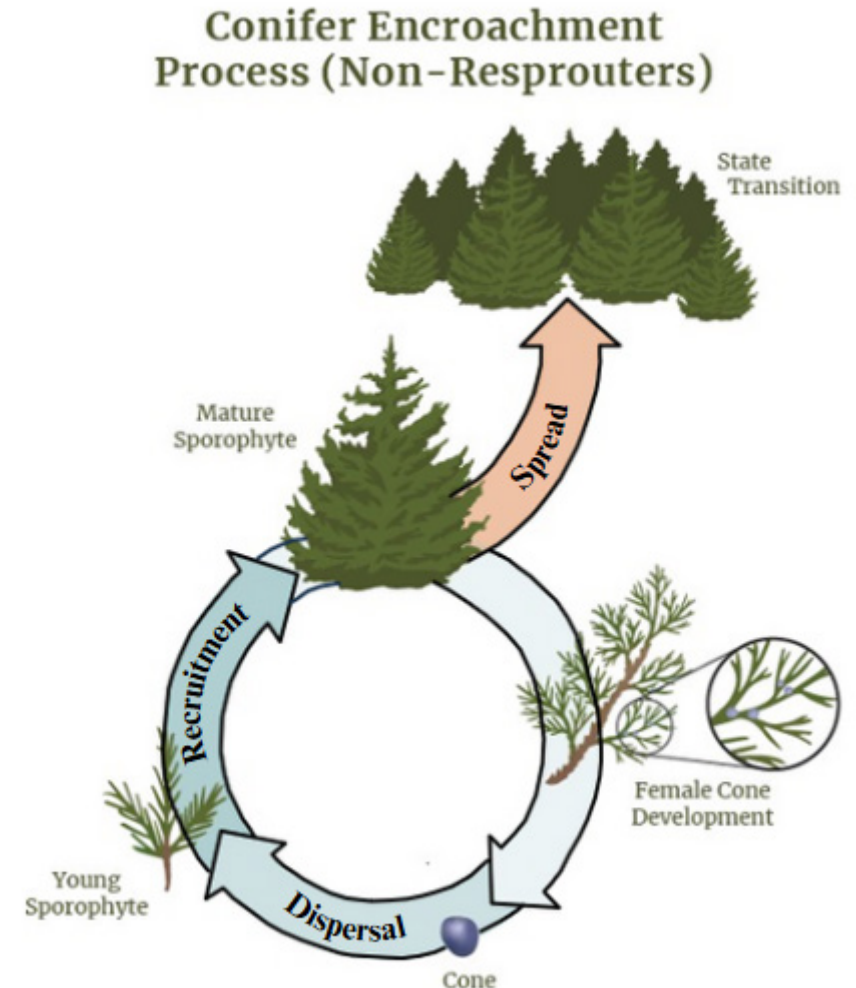 Conifer Encroachment
Process (Non-Resprouters)
State
Transition
Mature
Sporophyte
Spread
Recruitment
Female Cone
Development
Young
Sporophyte
Dispersal
Cone